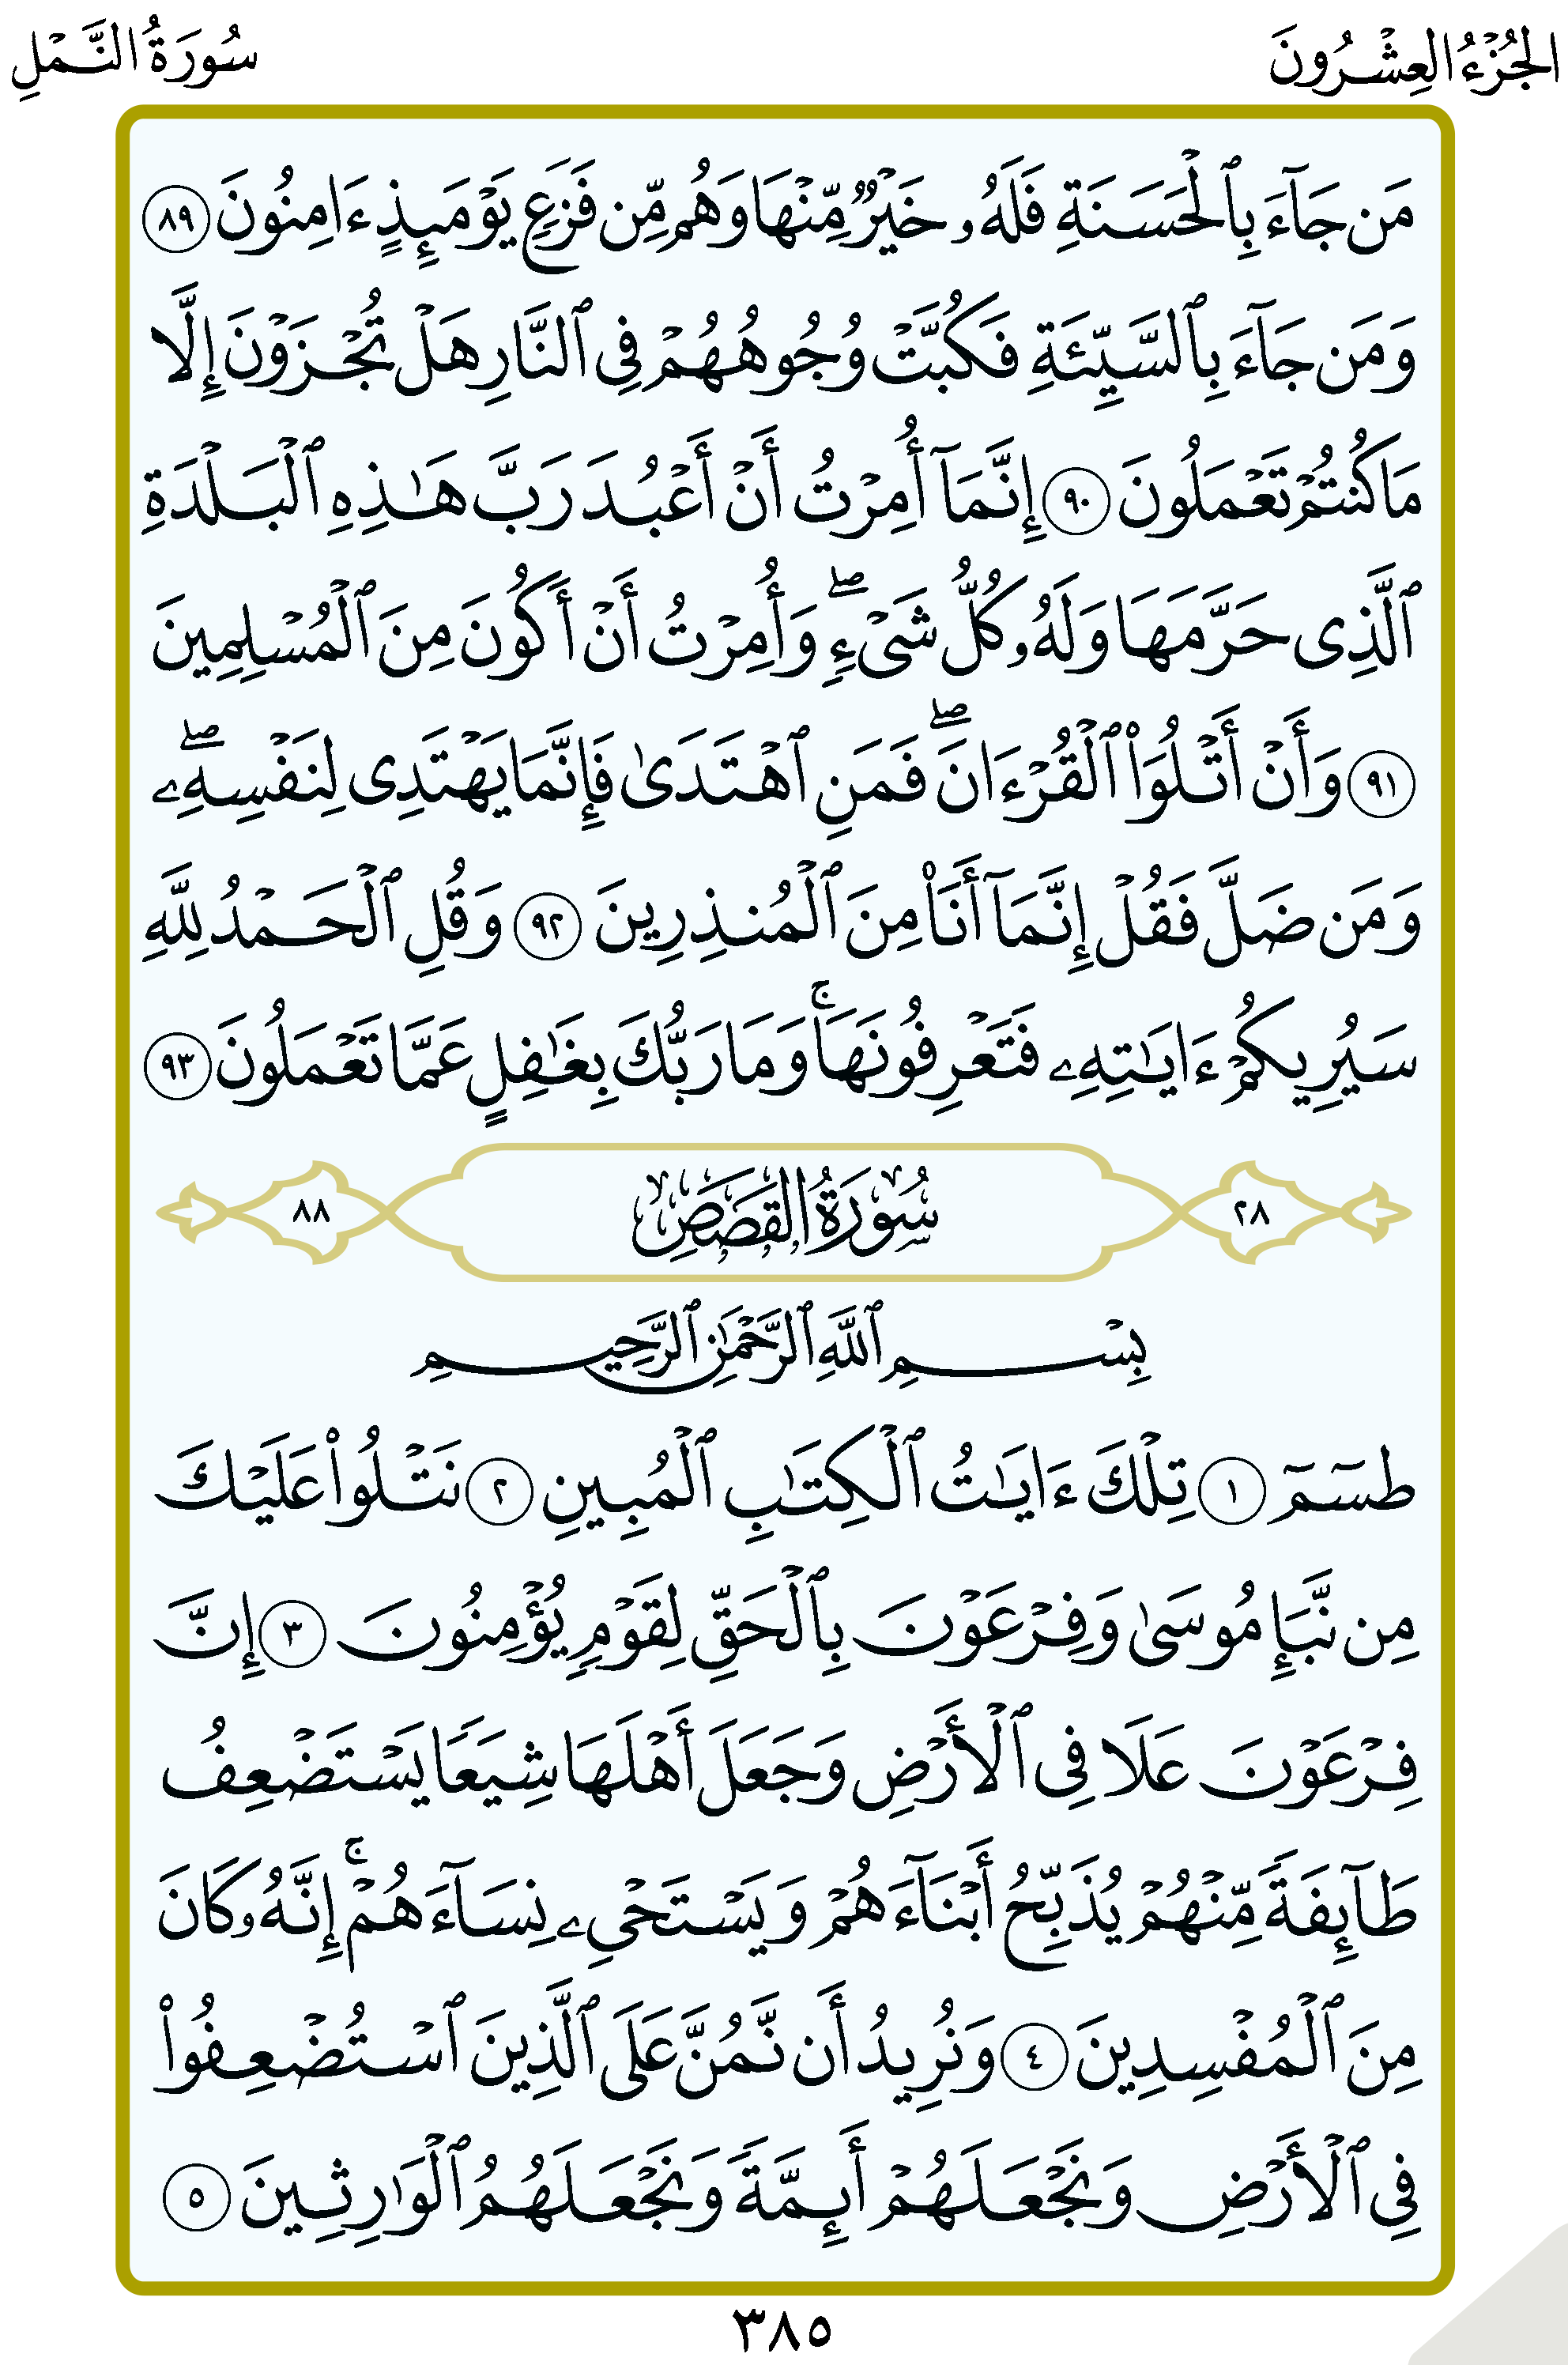 الجُزْءُ العِشْرُونَ
سُورَةُ النَّمْلِ
مَن جَآءَ بِٱلْحَسَنَةِ فَلَهُۥ خَيْرٌ مِّنْهَا وَهُم مِّن فَزَعٍ يَوْمَئِذٍ ءَامِنُونَ ٨٩
وَمَن جَآءَ بِٱلسَّيِّئَةِ فَكُبَّتْ وُجُوهُهُمْ فِى ٱلنَّارِ هَلْ تُجْزَوْنَ إِلَّا
مَا كُنتُمْ تَعْمَلُونَ ٩٠ إِنَّمَآ أُمِرْتُ أَنْ أَعْبُدَ رَبَّ هَـٰذِهِ ٱلْبَلْدَةِ
ٱلَّذِى حَرَّمَهَا وَلَهُۥ كُلُّ شَىْءٍ ۖ وَأُمِرْتُ أَنْ أَكُونَ مِنَ ٱلْمُسْلِمِينَ
٩١ وَأَنْ أَتْلُوَا۟ ٱلْقُرْءَانَ ۖ فَمَنِ ٱهْتَدَىٰ فَإِنَّمَا يَهْتَدِى لِنَفْسِهِۦ ۖ
وَمَن ضَلَّ فَقُلْ إِنَّمَآ أَنَا۠ مِنَ ٱلْمُنذِرِينَ ٩٢ وَقُلِ ٱلْحَمْدُ لِلَّهِ
سَيُرِيكُمْ ءَايَـٰتِهِۦ فَتَعْرِفُونَهَا ۚ وَمَا رَبُّكَ بِغَـٰفِلٍ عَمَّا تَعْمَلُونَ ٩٣
٢٨ سُورَةُ القَصَصِ ٨٨
بِسْمِ ٱللَّهِ ٱلرَّحْمَـٰنِ ٱلرَّحِيمِ
طسٓمٓ ١ تِلْكَ ءَايَـٰتُ ٱلْكِتَـٰبِ ٱلْمُبِينِ ٢ نَتْلُوا۟ عَلَيْكَ
مِن نَّبَإِ مُوسَىٰ وَفِرْعَوْنَ بِٱلْحَقِّ لِقَوْمٍ يُؤْمِنُونَ ٣ إِنَّ
فِرْعَوْنَ عَلَا فِى ٱلْأَرْضِ وَجَعَلَ أَهْلَهَا شِيَعًا يَسْتَضْعِفُ
طَآئِفَةً مِّنْهُمْ يُذَبِّحُ أَبْنَآءَهُمْ وَيَسْتَحْىِۦ نِسَآءَهُمْ ۚ إِنَّهُۥ كَانَ
مِنَ ٱلْمُفْسِدِينَ ٤ وَنُرِيدُ أَن نَّمُنَّ عَلَى ٱلَّذِينَ ٱسْتُضْعِفُوا۟
فِى ٱلْأَرْضِ وَنَجْعَلَهُمْ أَئِمَّةً وَنَجْعَلَهُمُ ٱلْوَٰرِثِينَ ٥
٣٨٥